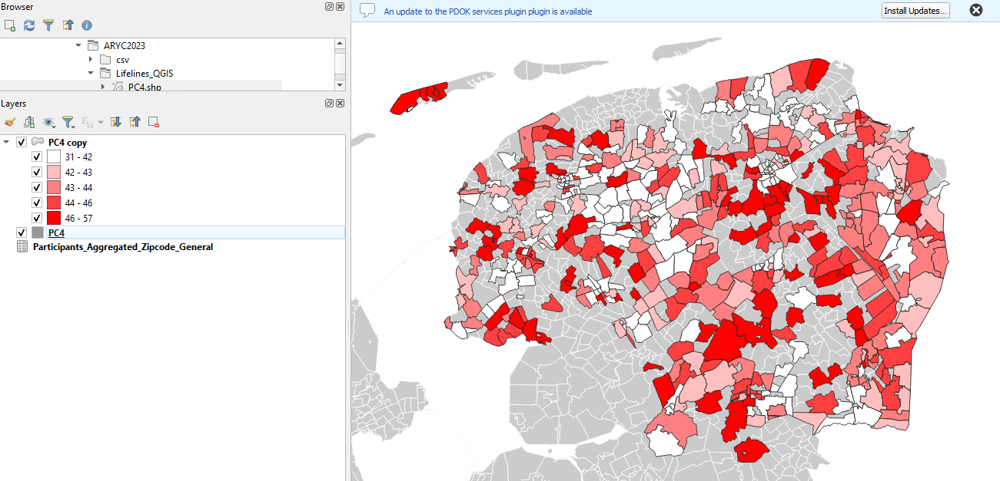 Browser
An update to the PDOK services plugin plugin is available
Install Updates...
ARYC2023
csv
Lifelines_QGIS
PC4.shp
Layers
PC4 copy
31 - 42
42 - 43
43 - 44
44 - 46
46 - 57
PC4
Participants_Aggregated_Zipcode_General